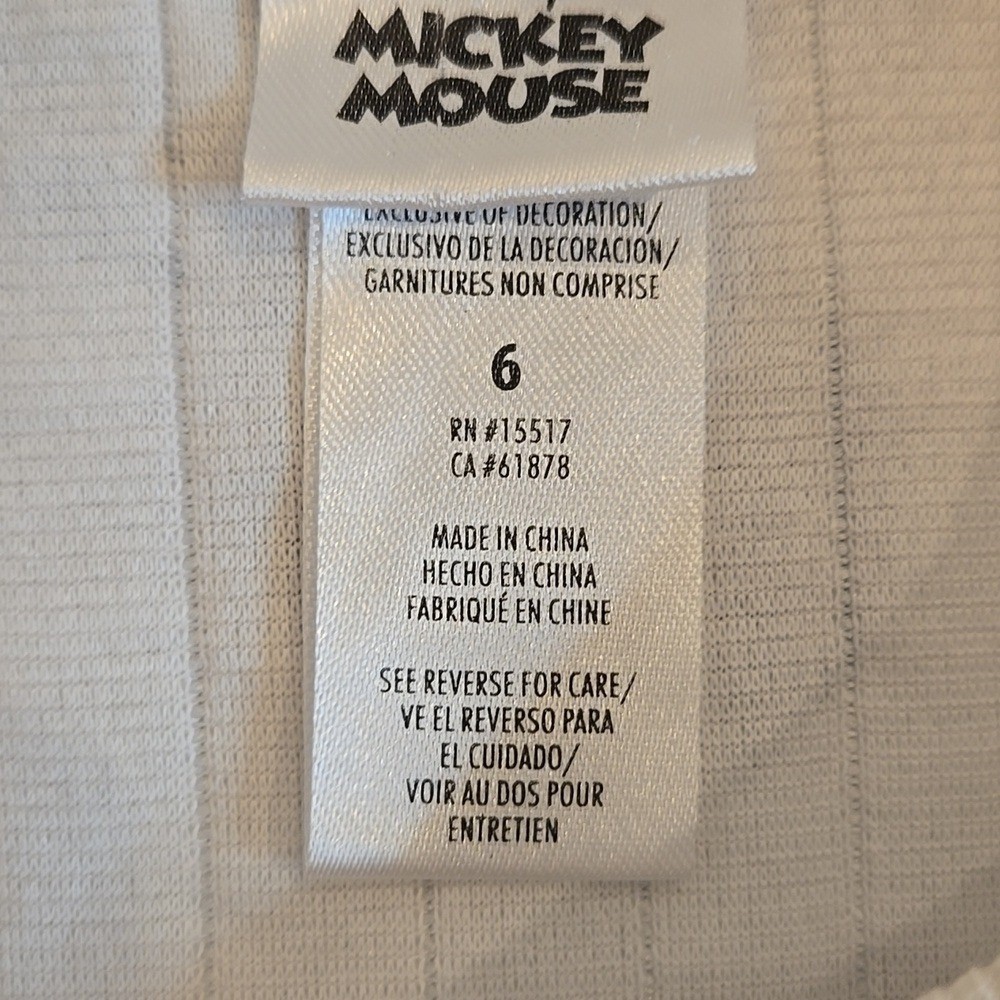 MICKEY
MOUSE
EXCLUSIVE OF DECORATION/
EXCLUSIVO DE LA DECORACION/
GARNITURES NON COMPRISE
6
RN #15517
CA #61878
MADE IN CHINA
HECHO EN CHINA
FABRIQUÉ EN CHINE
SEE REVERSE FOR CARE/
VE EL REVERSO PARA
EL CUIDADO/
VOIR AU DOS POUR
ENTRETIEN